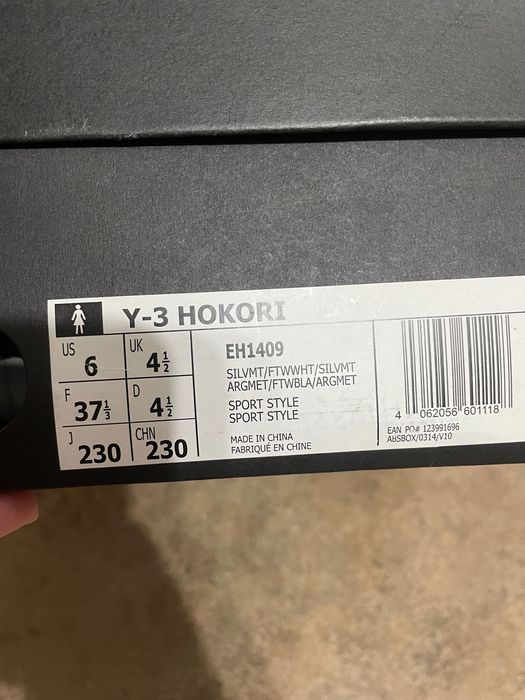 Y-3 HOKORI
US 6
UK 4½
F 37⅓
D 4½
J 230
CHN 230
EH1409
SILVMT/FTWWHT/SILVMT
ARGMET/FTWBLA/ARGMET
SPORT STYLE
SPORT STYLE
MADE IN CHINA
FABRIQUÉ EN CHINE
4 062056 601118
EAN PO# 123991696
ABSBOX/0314/V10